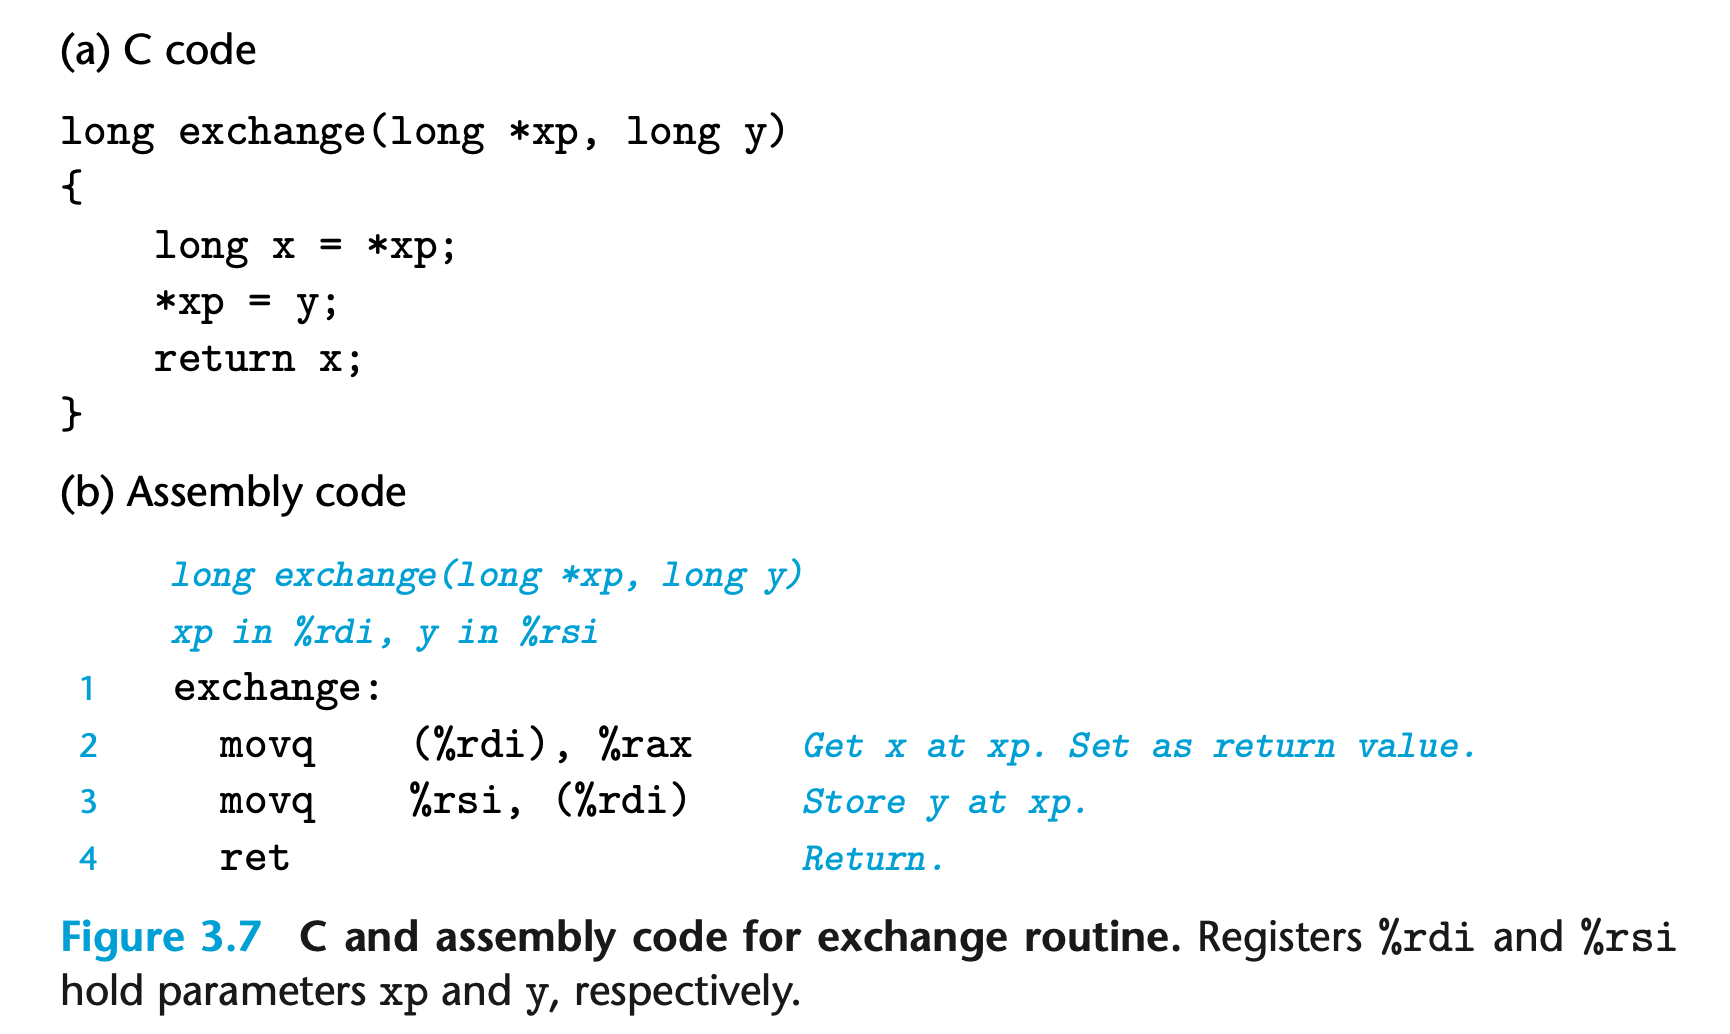 (a) C code
long exchange(long *xp, long y)
{
    long x = *xp;
    *xp = y;
    return x;
}
(b) Assembly code
long exchange(long *xp, long y)
xp in %rdi, y in %rsi
1 exchange:
2 movq (%rdi), %rax Get x at xp. Set as return value.
3 movq %rsi, (%rdi) Store y at xp.
4 ret Return.
Figure 3.7 C and assembly code for exchange routine. Registers %rdi and %rsi
hold parameters xp and y, respectively.